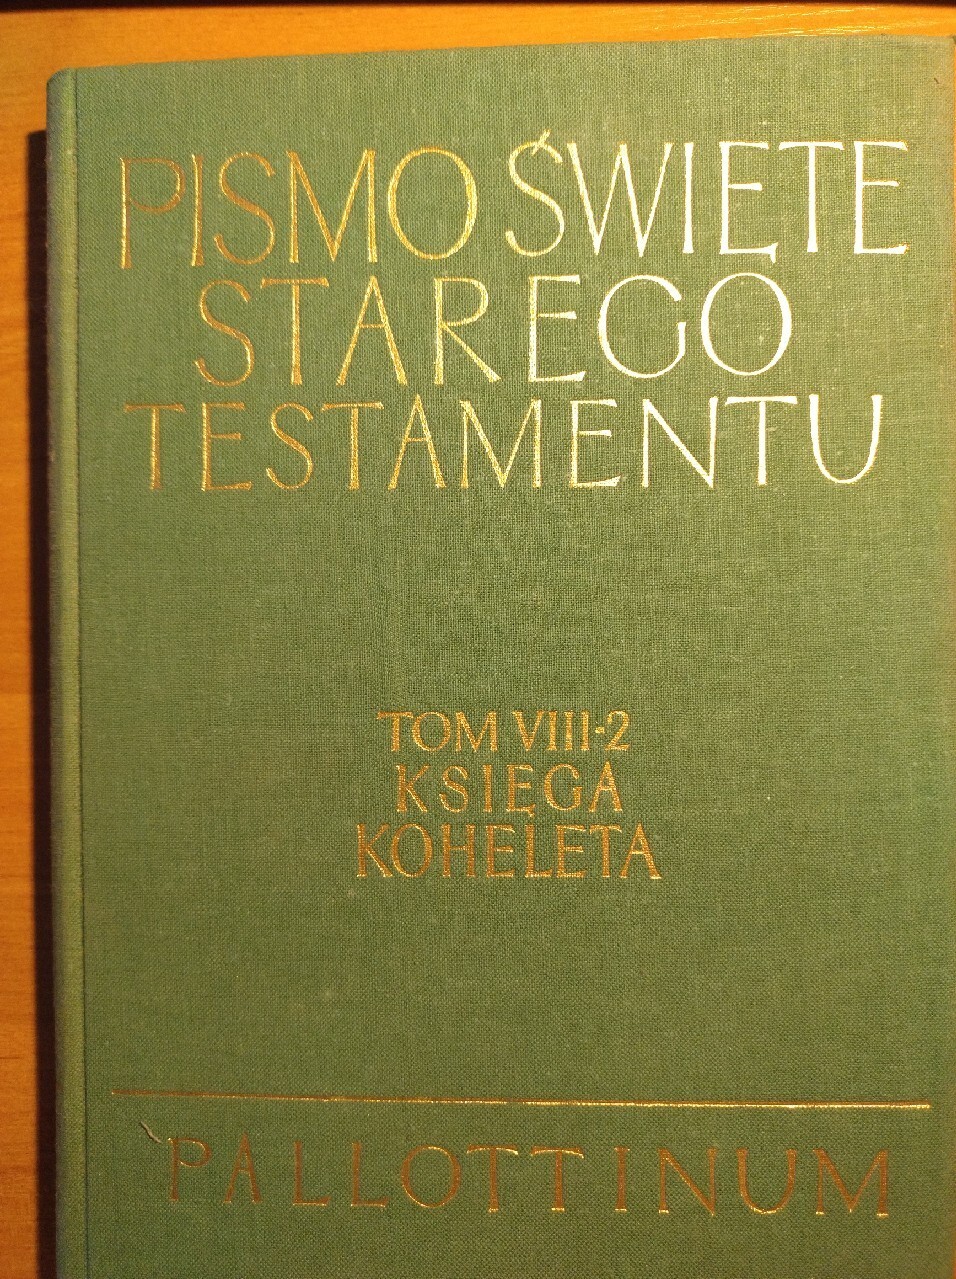 PISMO ŚWIĘTE
STAREGO
TESTAMENTU
TOM VIII-2
KSIĘGA
KOHELETA
PALLOTTINUM